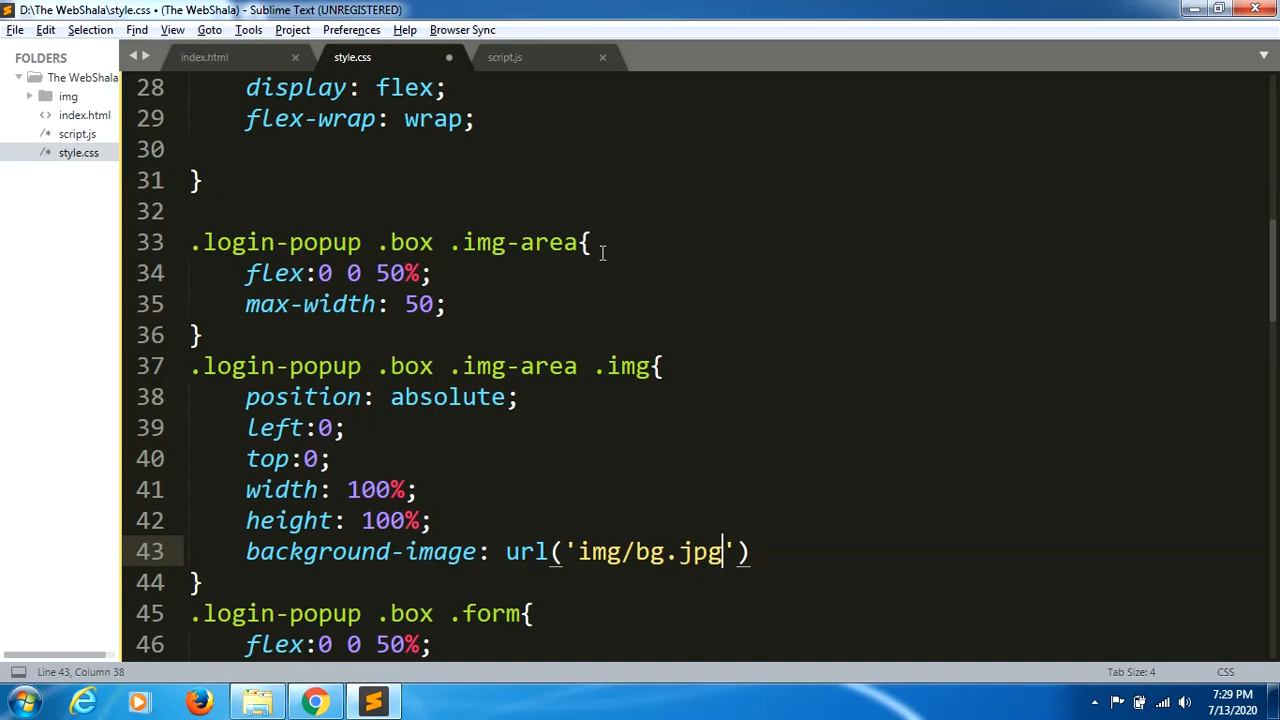 D:\The WebShala\style.css • (The WebShala) - Sublime Text (UNREGISTERED)
File Edit Selection Find View Goto Tools Project Preferences Help Browser Sync
FOLDERS
The WebShala
img
index.html
script.js
style.css
index.html × style.css script.js ×
28 display: flex;
29 flex-wrap: wrap;
30
31 }
32
33 .login-popup .box .img-area{
34 flex:0 0 50%;
35 max-width: 50;
36 }
37 .login-popup .box .img-area .img{
38 position: absolute;
39 left:0;
40 top:0;
41 width: 100%;
42 height: 100%;
43 background-image: url('img/bg.jpg')
44 }
45 .login-popup .box .form{
46 flex:0 0 50%;
Line 43, Column 38 Tab Size: 4 CSS
7:29 PM
7/13/2020